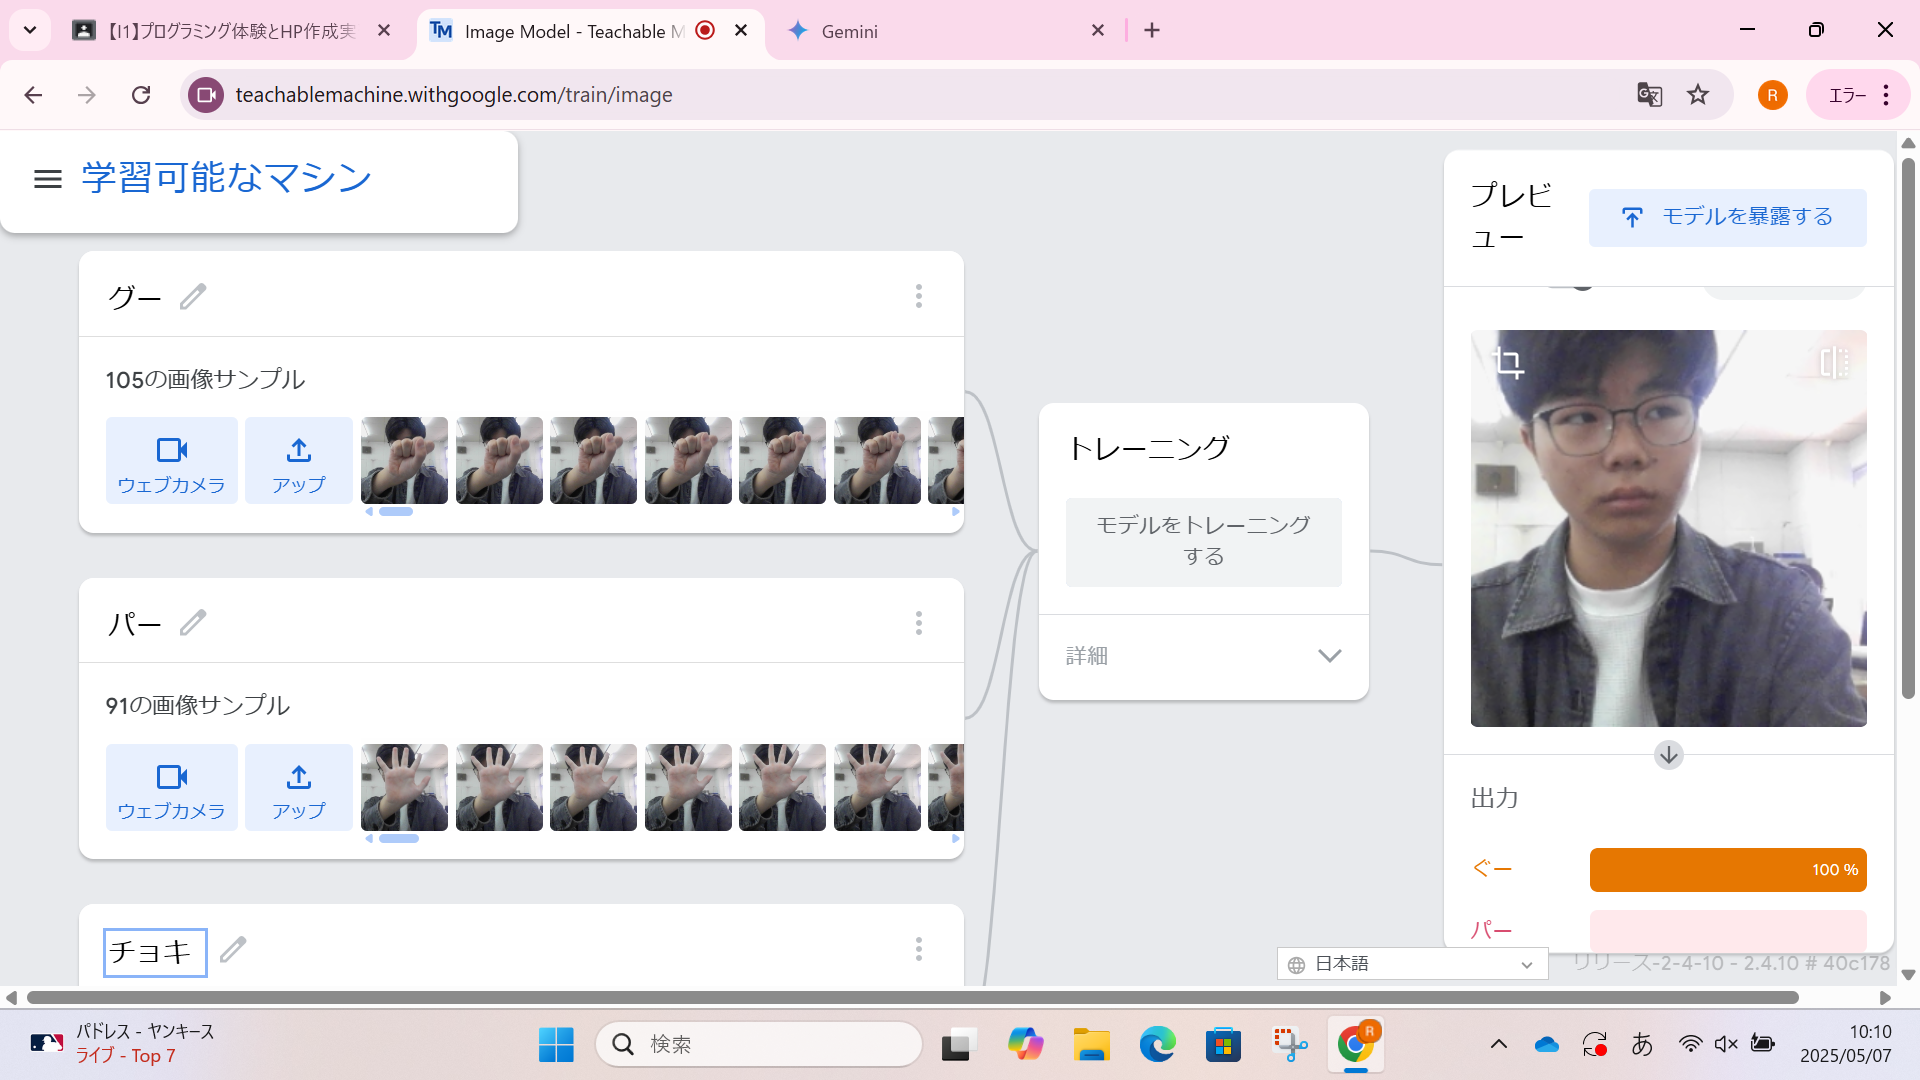 【I1】プログラミング体験とHP作成実
Image Model - Teachable M
Gemini
teachablemachine.withgoogle.com/train/image
R
エラー
学習可能なマシン
プレビ
ュー
モデルを暴露する
グー
105の画像サンプル
ウェブカメラ
アップ
トレーニング
モデルをトレーニング
する
詳細
パー
91の画像サンプル
ウェブカメラ
アップ
出力
ぐー
100 %
パー
チョキ
日本語
リリース-2-4-10 - 2.4.10 # 40c178
パドレス - ヤンキース
ライブ - Top 7
検索
R
あ
10:10
2025/05/07